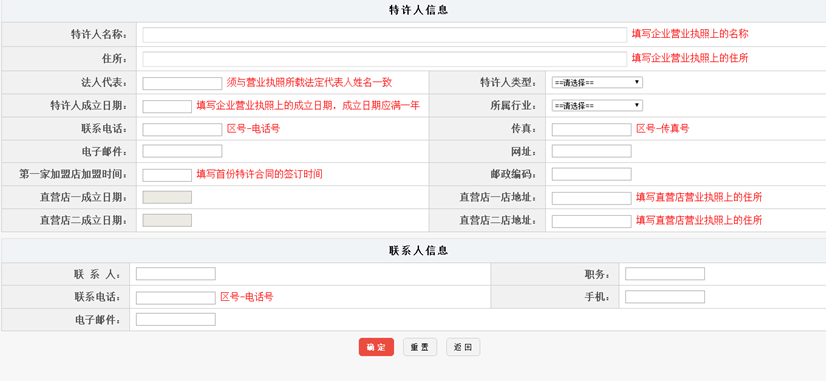 特许人信息
特许人名称： 填写企业营业执照上的名称
住所： 填写企业营业执照上的住所
法人代表： 须与营业执照所载法定代表人姓名一致 特许人类型： ==请选择==
特许人成立日期： 填写企业营业执照上的成立日期，成立日期应满一年 所属行业： ==请选择==
联系电话： 区号-电话号 传真： 区号-传真号
电子邮件： 网址：
第一家加盟店加盟时间： 填写首份特许合同的签订时间 邮政编码：
直营店一成立日期： 直营店一店地址： 填写直营店营业执照上的住所
直营店二成立日期： 直营店二店地址： 填写直营店营业执照上的住所
联系人信息
联 系 人： 职务：
联系电话： 区号-电话号 手机：
电子邮件：
确 定 重 置 返 回